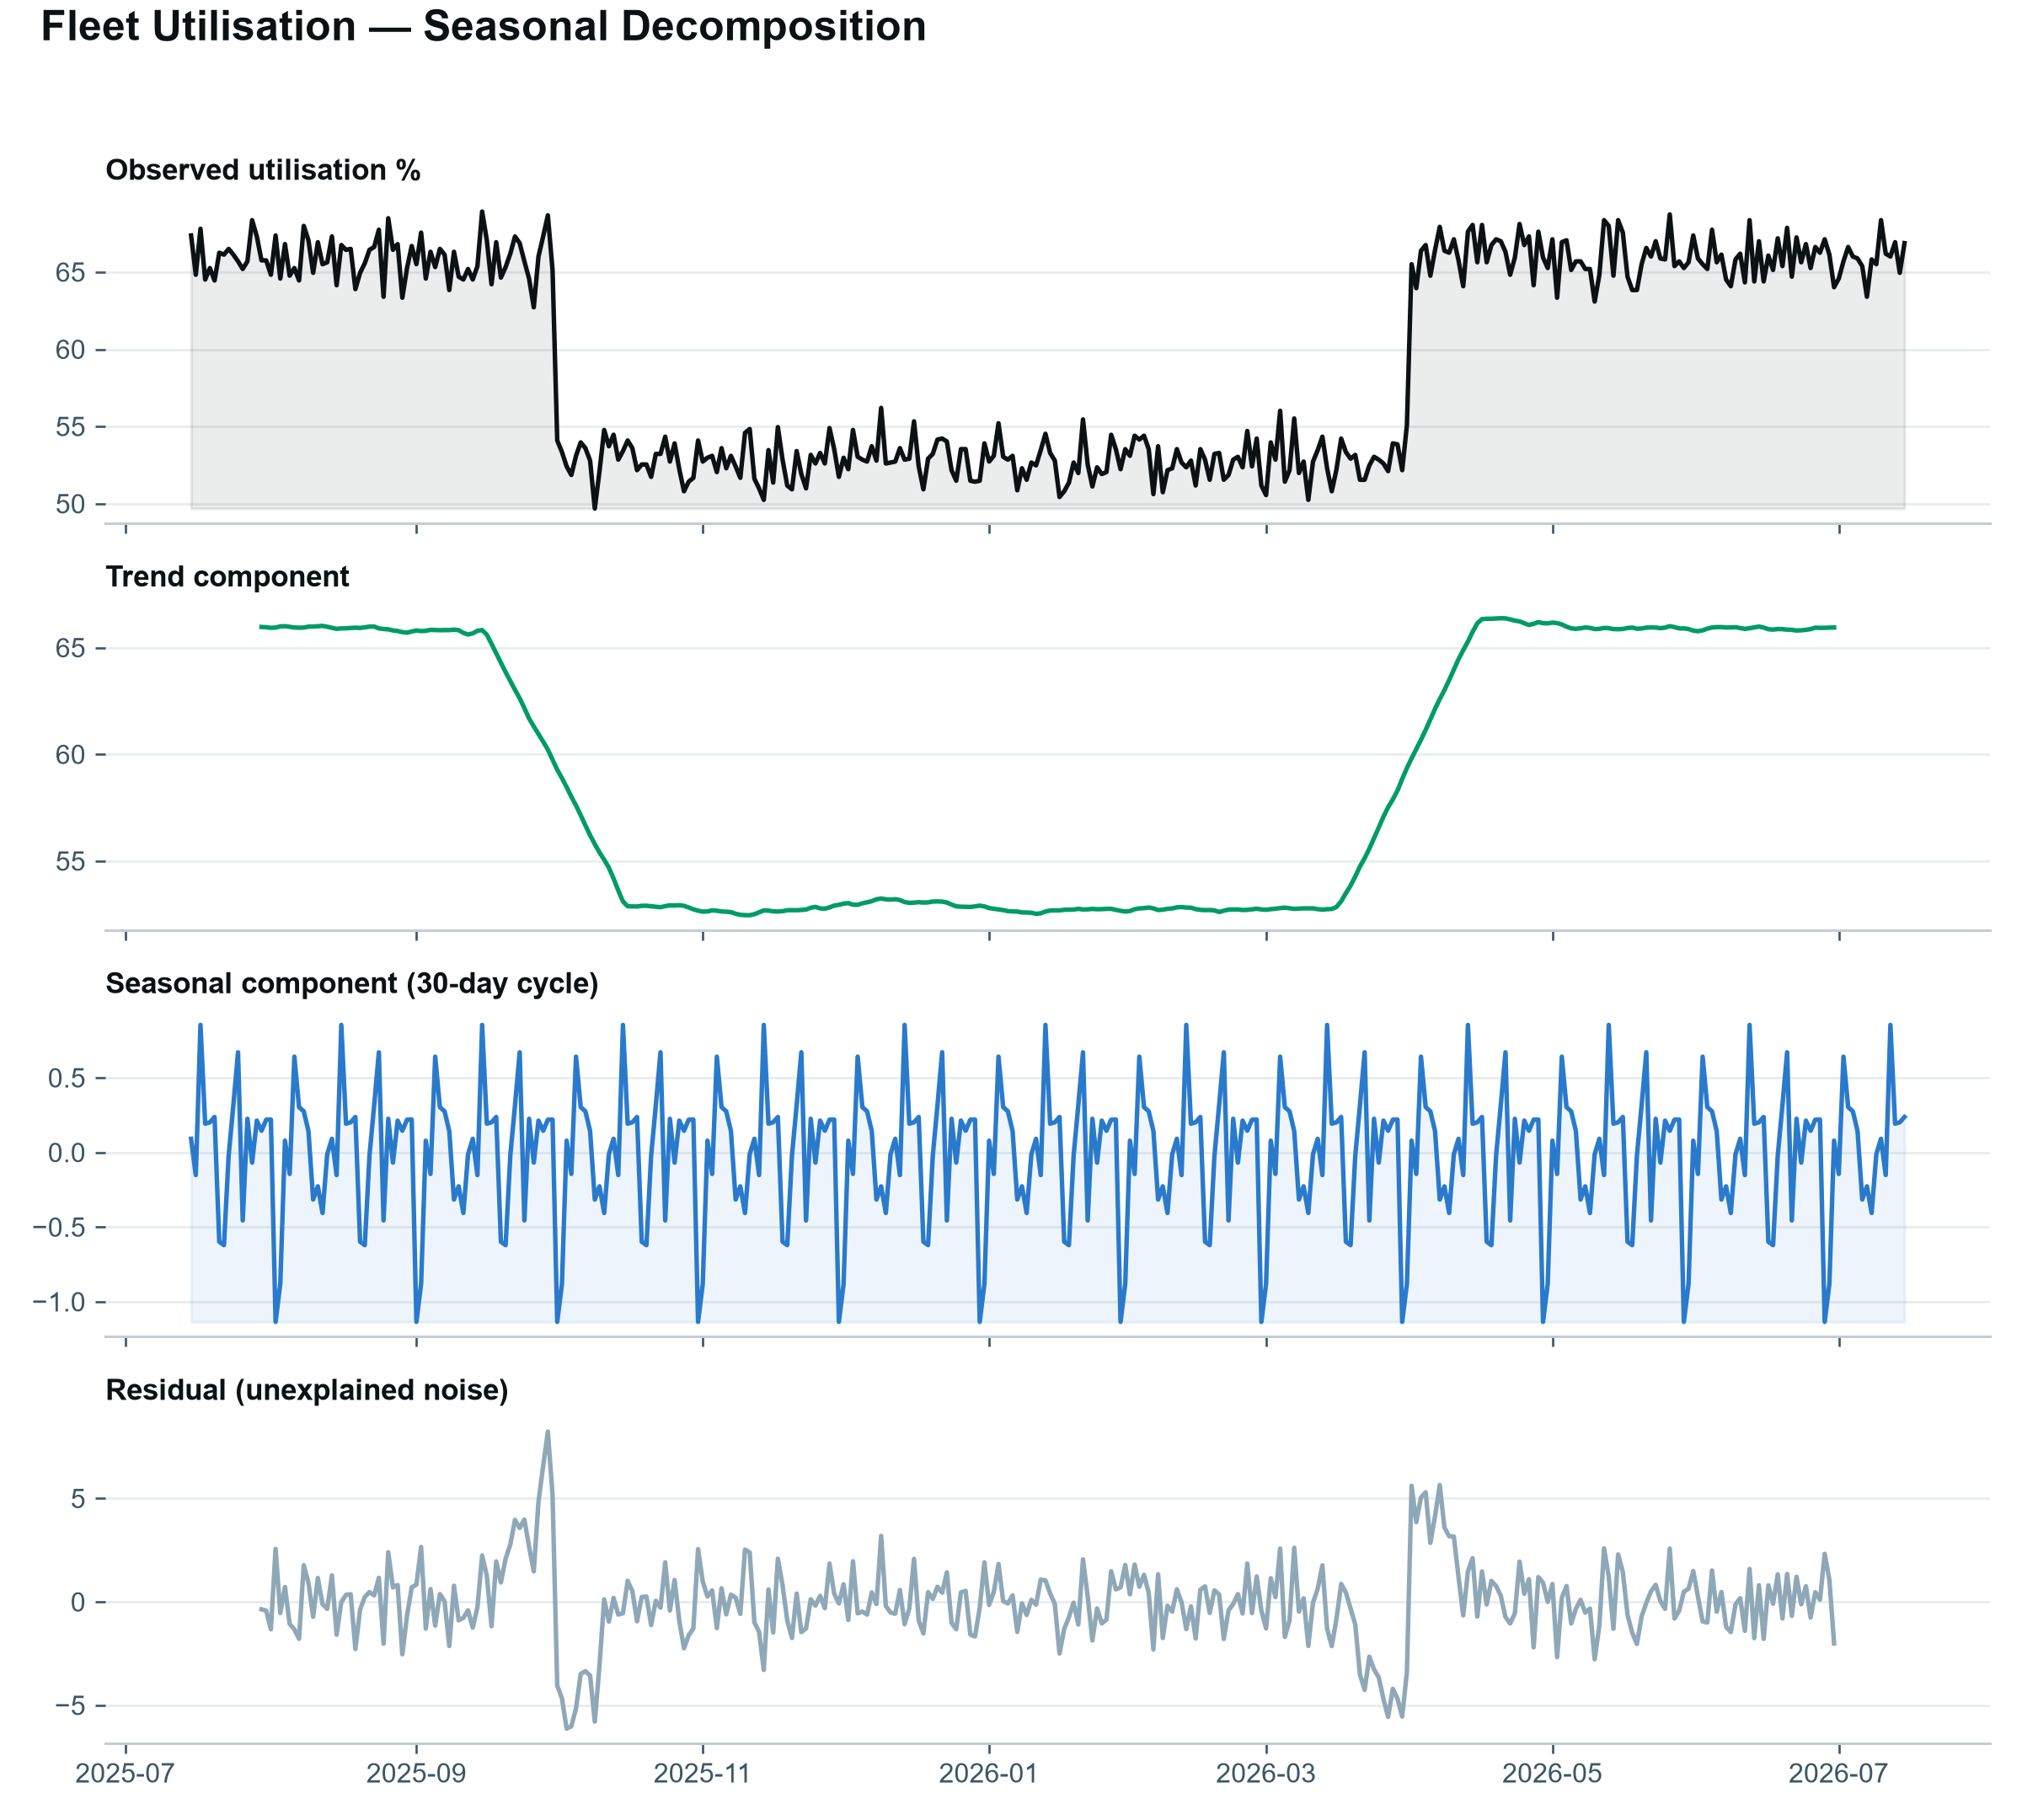 Fleet Utilisation — Seasonal Decomposition
Observed utilisation %
65
60
55
50
Trend component
65
60
55
Seasonal component (30-day cycle)
0.5
0.0
−0.5
−1.0
Residual (unexplained noise)
5
0
−5
2025-07 2025-09 2025-11 2026-01 2026-03 2026-05 2026-07